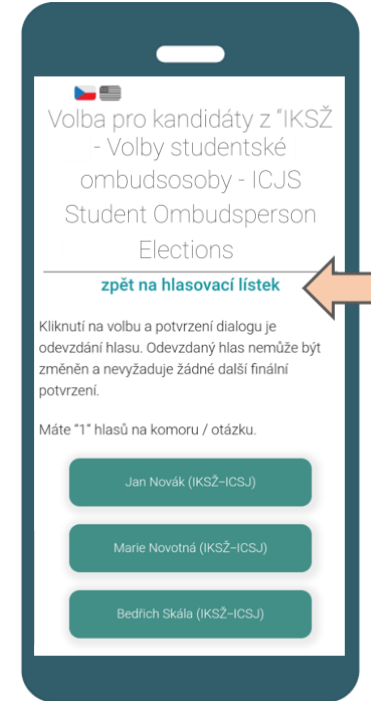 Volba pro kandidáty z "IKSŽ
- Volby studentské
ombudsosoby - ICJS
Student Ombudsperson
Elections
zpět na hlasovací lístek
Kliknutí na volbu a potvrzení dialogu je
odevzdání hlasu. Odevzdaný hlas nemůže být
změněn a nevyžaduje žádné další finální
potvrzení.
Máte "1" hlasů na komoru / otázku.
Jan Novák (IKSŽ–ICSJ)
Marie Novotná (IKSŽ–ICSJ)
Bedřich Skála (IKSŽ–ICSJ)